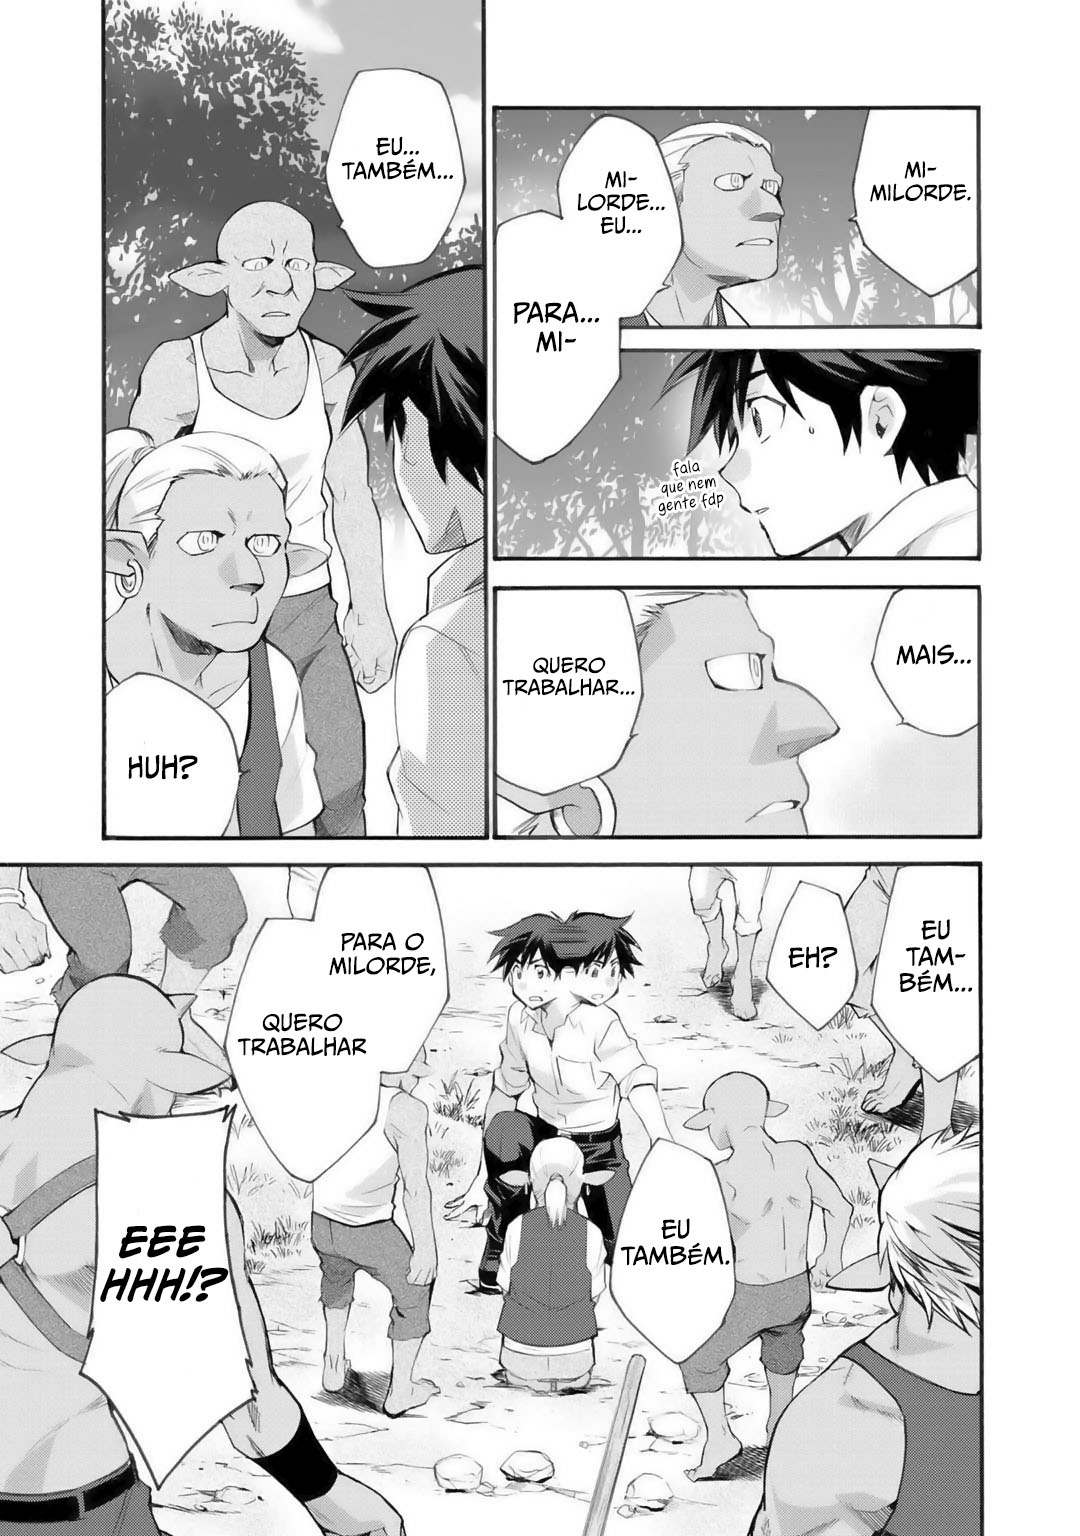 MI-
MILORDE.
MI-
LORDE...
EU...
PARA...
MI-
fala
que nem
gente fdp
MAIS...
QUERO
TRABALHAR...
EU...
TAMBÉM...
HUH?
EU
TAM-
BÉM...
EH?
PARA O
MILORDE,
QUERO
TRABALHAR
EU
TAMBÉM.
EEE
HHH!?